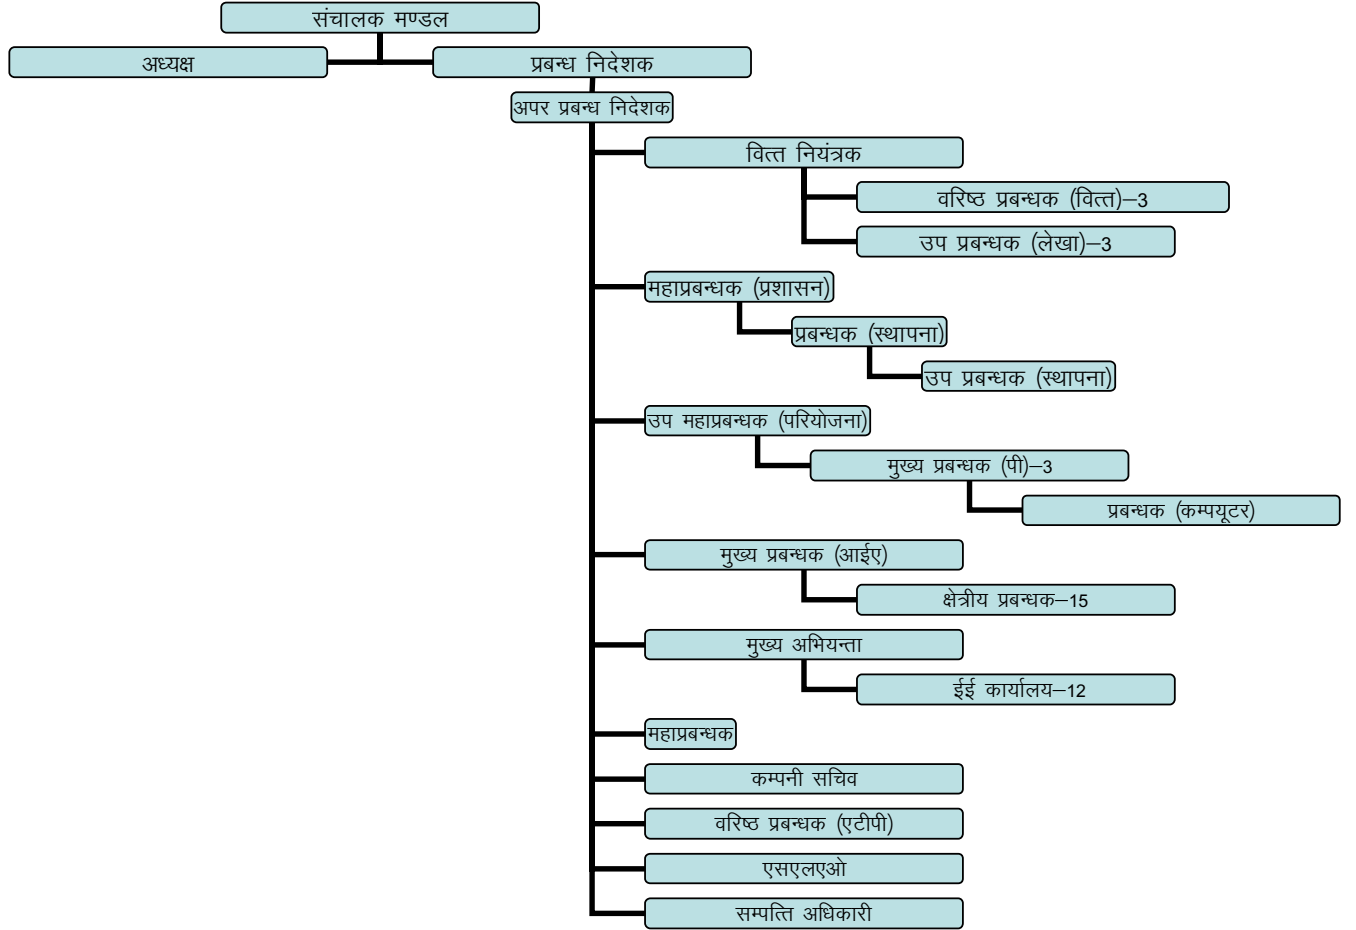 संचालक मण्डल
अध्यक्ष
प्रबन्ध निदेशक
अपर प्रबन्ध निदेशक
वित्त नियंत्रक
वरिष्ठ प्रबन्धक (वित्त)–3
उप प्रबन्धक (लेखा)–3
महाप्रबन्धक (प्रशासन)
प्रबन्धक (स्थापना)
उप प्रबन्धक (स्थापना)
उप महाप्रबन्धक (परियोजना)
मुख्य प्रबन्धक (पी)–3
प्रबन्धक (कम्पयूटर)
मुख्य प्रबन्धक (आईए)
क्षेत्रीय प्रबन्धक–15
मुख्य अभियन्ता
ईई कार्यालय–12
महाप्रबन्धक
कम्पनी सचिव
वरिष्ठ प्रबन्धक (एटीपी)
एसएलएओ
सम्पत्ति अधिकारी